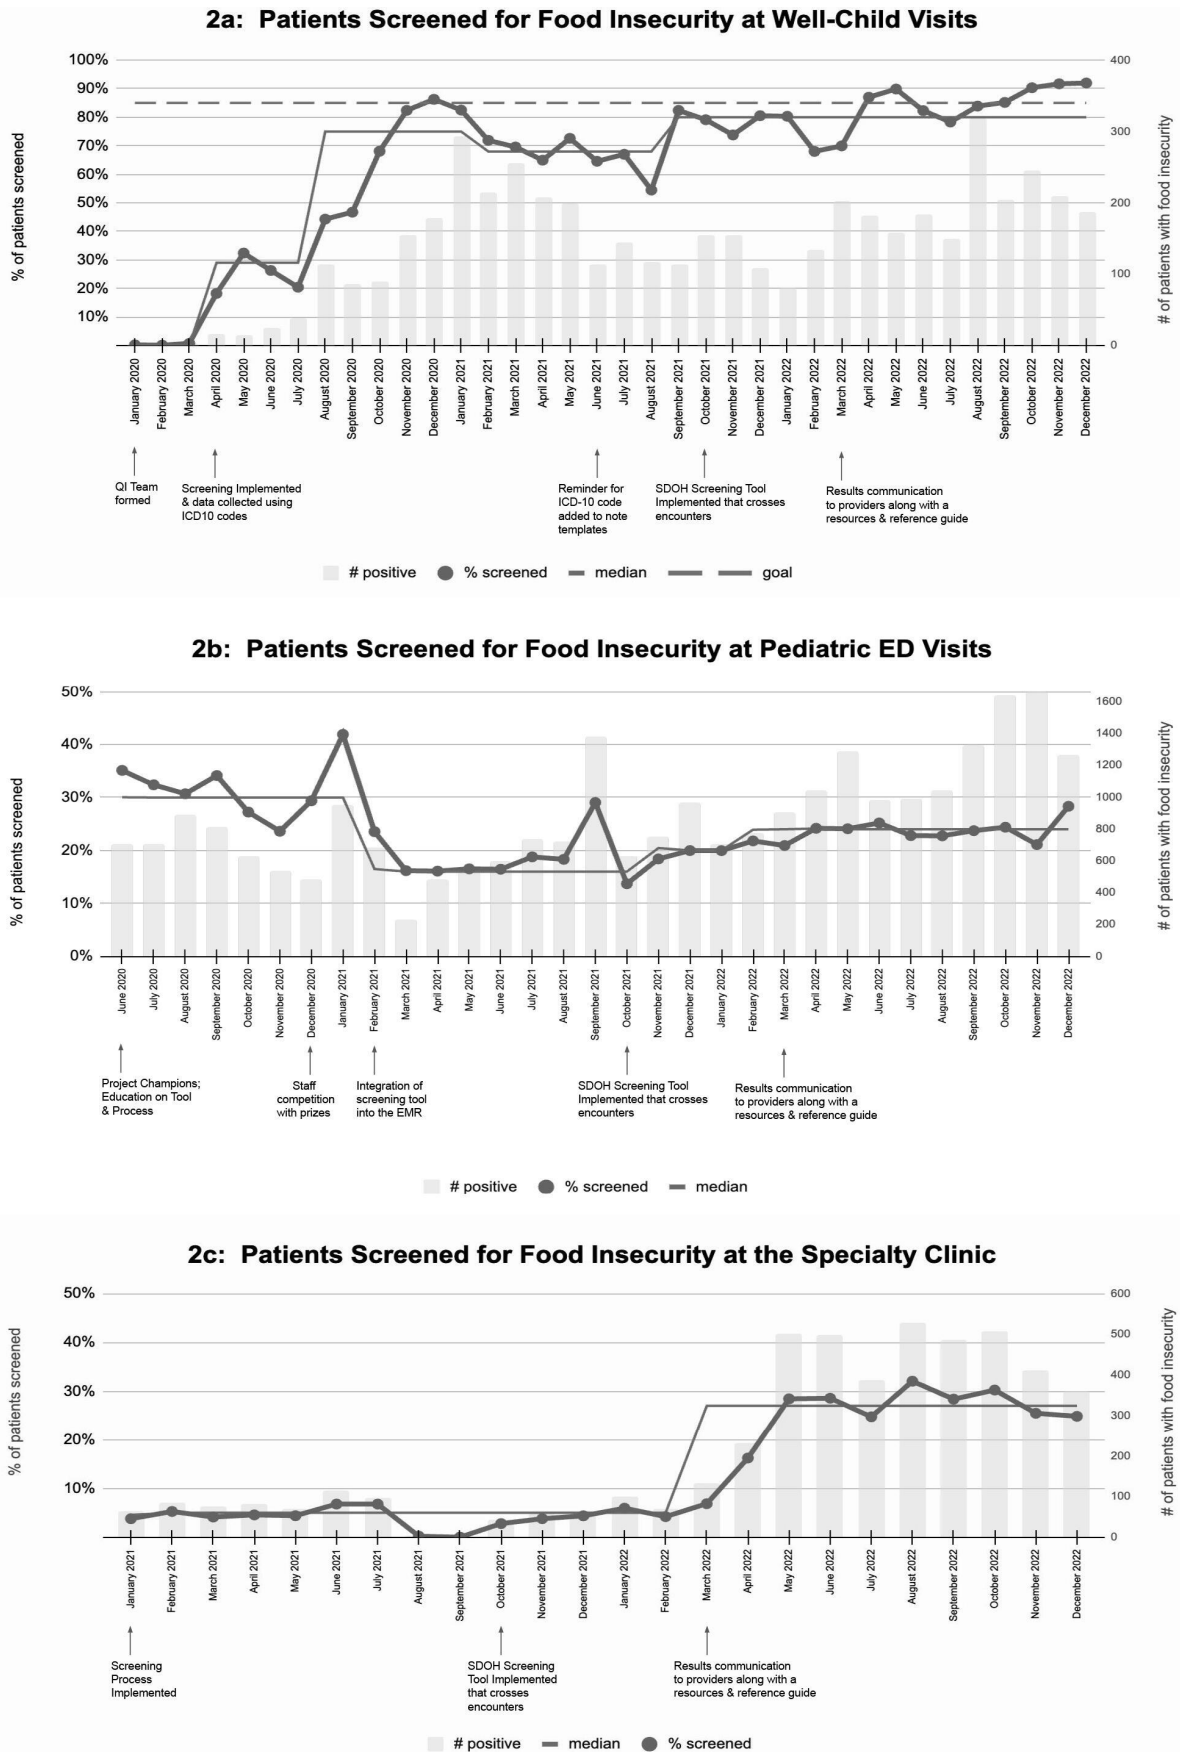 2a: Patients Screened for Food Insecurity at Well-Child Visits
% of patients screened
100%
90%
80%
70%
60%
50%
40%
30%
20%
10%
400
300
200
100
0
# of patients with food insecurity
January 2020
February 2020
March 2020
April 2020
May 2020
June 2020
July 2020
August 2020
September 2020
October 2020
November 2020
December 2020
January 2021
February 2021
March 2021
April 2021
May 2021
June 2021
July 2021
August 2021
September 2021
October 2021
November 2021
December 2021
January 2022
February 2022
March 2022
April 2022
May 2022
June 2022
July 2022
August 2022
September 2022
October 2022
November 2022
December 2022
QI Team
formed
Screening Implemented
& data collected using
ICD10 codes
Reminder for
ICD-10 code
added to note
templates
SDOH Screening Tool
Implemented that crosses
encounters
Results communication
to providers along with a
resources & reference guide
# positive % screened median goal
2b: Patients Screened for Food Insecurity at Pediatric ED Visits
% of patients screened
50%
40%
30%
20%
10%
0%
1600
1400
1200
1000
800
600
400
200
0
# of patients with food insecurity
June 2020
July 2020
August 2020
September 2020
October 2020
November 2020
December 2020
January 2021
February 2021
March 2021
April 2021
May 2021
June 2021
July 2021
August 2021
September 2021
October 2021
November 2021
December 2021
January 2022
February 2022
March 2022
April 2022
May 2022
June 2022
July 2022
August 2022
September 2022
October 2022
November 2022
December 2022
Project Champions;
Education on Tool
& Process
Staff
competition
with prizes
Integration of
screening tool
into the EMR
SDOH Screening Tool
Implemented that crosses
encounters
Results communication
to providers along with a
resources & reference guide
# positive % screened median
2c: Patients Screened for Food Insecurity at the Specialty Clinic
% of patients screened
50%
40%
30%
20%
10%
600
500
400
300
200
100
0
# of patients with food insecurity
January 2021
February 2021
March 2021
April 2021
May 2021
June 2021
July 2021
August 2021
September 2021
October 2021
November 2021
December 2021
January 2022
February 2022
March 2022
April 2022
May 2022
June 2022
July 2022
August 2022
September 2022
October 2022
November 2022
December 2022
Screening
Process
Implemented
SDOH Screening
Tool Implemented
that crosses
encounters
Results communication
to providers along with a
resources & reference guide
# positive median % screened